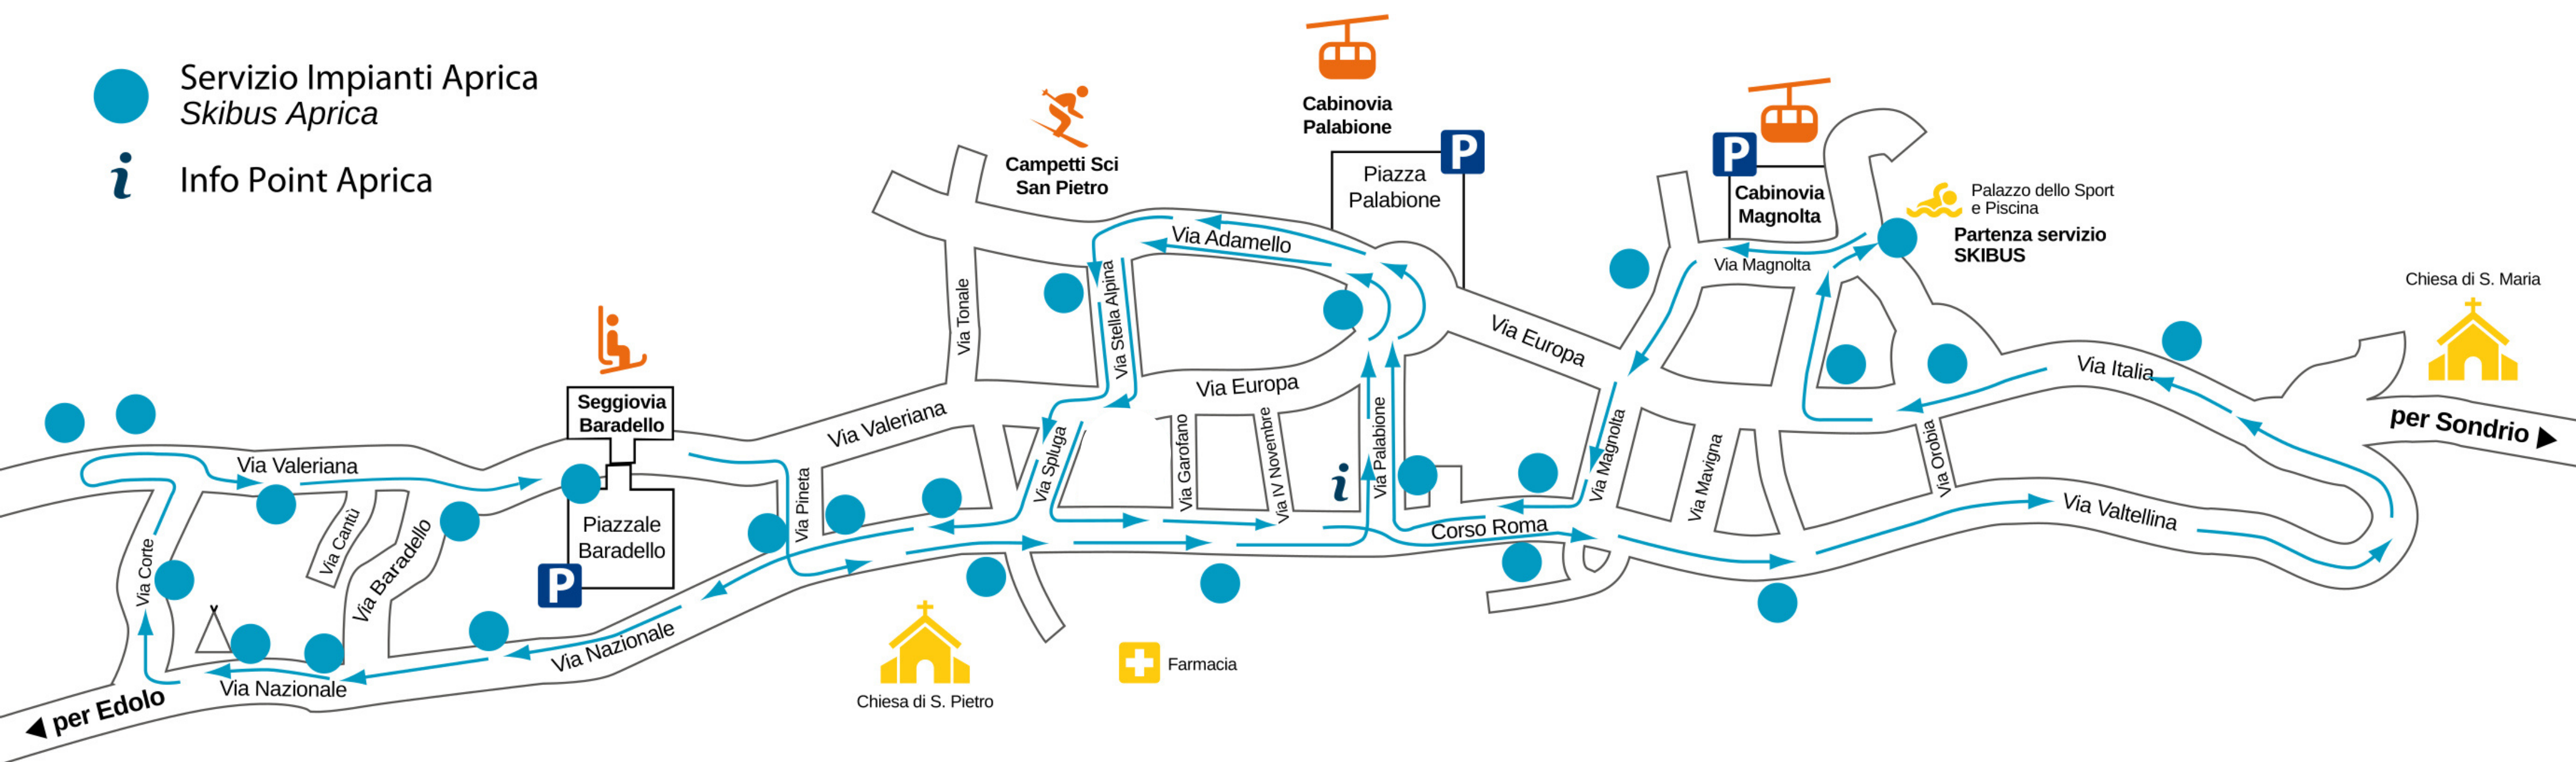 Servizio Impianti Aprica
Skibus Aprica
Info Point Aprica
Campetti Sci
San Pietro
Cabinovia
Palabione
P
Piazza
Palabione
P
Cabinovia
Magnolta
Palazzo dello Sport
e Piscina
Partenza servizio
SKIBUS
Chiesa di S. Maria
Via Adamello
Via Magnolta
Via Tonale
Via Stella Alpina
Via Europa
Via Europa
Via Italia
per Sondrio
Seggiovia
Baradello
Via Valeriana
Via Valeriana
Via Spluga
Via Garofano
Via IV Novembre
Via Palabione
Via Magnolta
Via Mavigna
Via Orobia
Via Pineta
Corso Roma
Via Valtellina
Via Cantù
Via Baradello
Piazzale
Baradello
P
Via Corte
Via Nazionale
Via Nazionale
per Edolo
Chiesa di S. Pietro
Farmacia